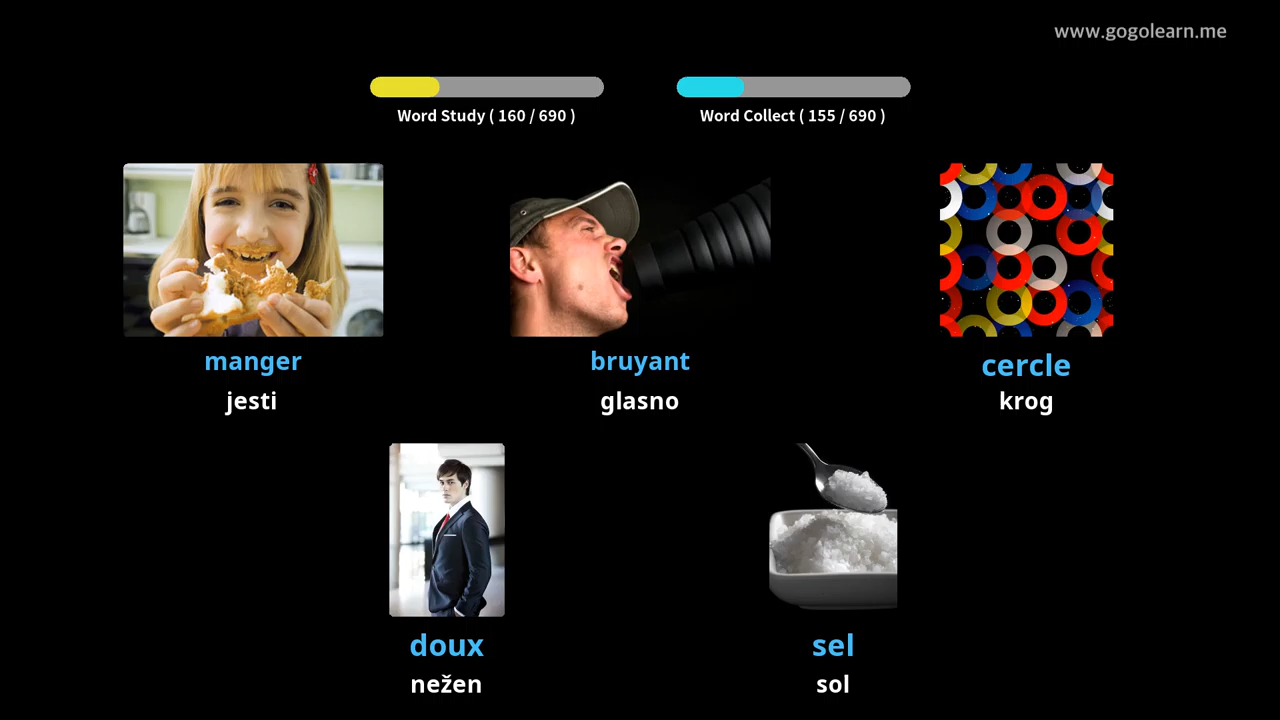 www.gogolearn.me
Word Study ( 160 / 690 )
Word Collect ( 155 / 690 )
manger
jesti
bruyant
glasno
cercle
krog
doux
nežen
sel
sol